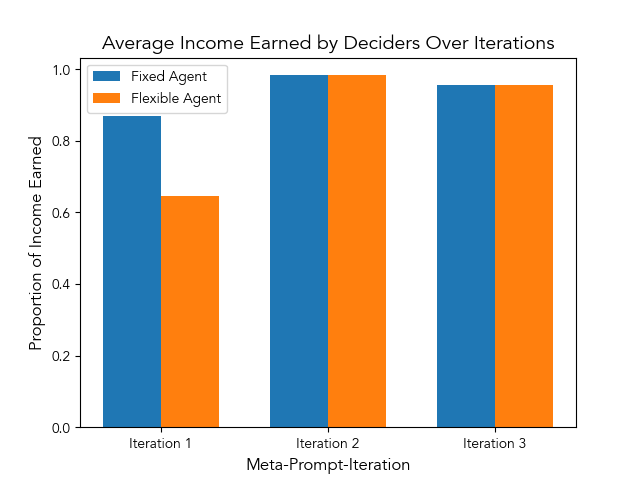 Average Income Earned by Deciders Over Iterations
Fixed Agent
Flexible Agent
Proportion of Income Earned
1.0
0.8
0.6
0.4
0.2
0.0
Iteration 1
Iteration 2
Iteration 3
Meta-Prompt-Iteration